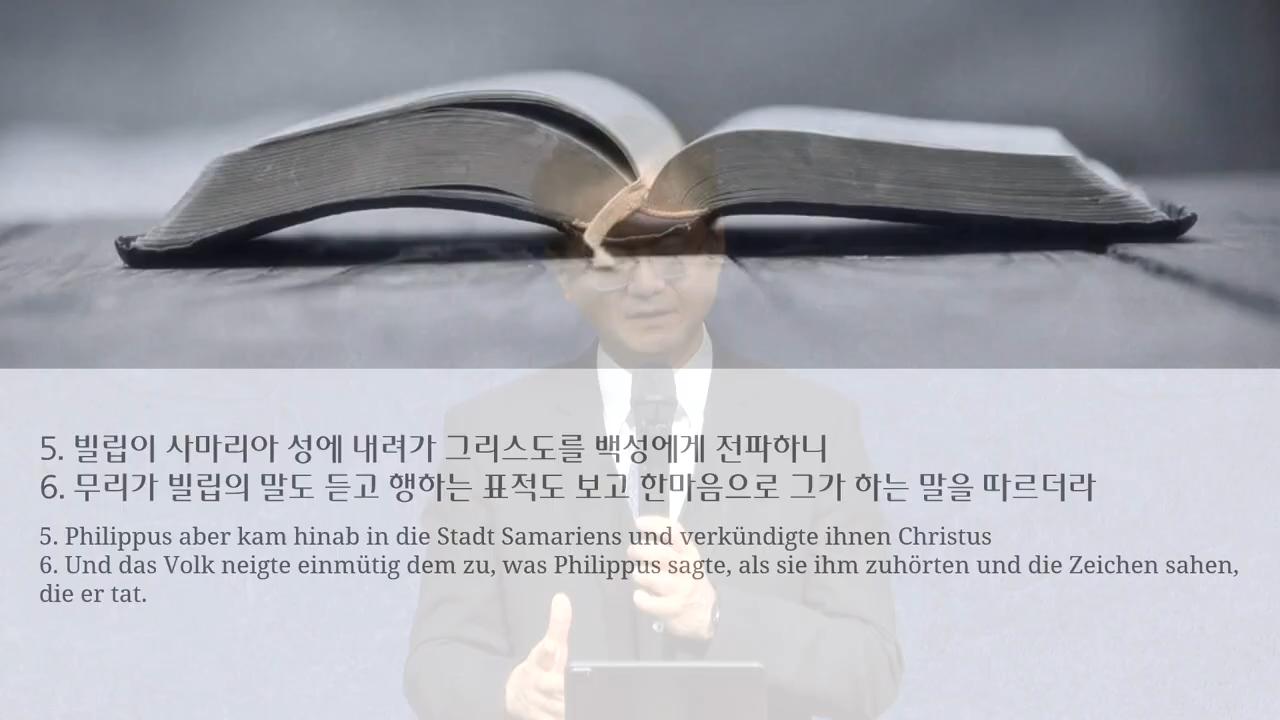 5. 빌립이 사마리아 성에 내려가 그리스도를 백성에게 전파하니
6. 무리가 빌립의 말도 듣고 행하는 표적도 보고 한마음으로 그가 하는 말을 따르더라
5. Philippus aber kam hinab in die Stadt Samariens und verkündigte ihnen Christus
6. Und das Volk neigte einmütig dem zu, was Philippus sagte, als sie ihm zuhörten und die Zeichen sahen,
die er tat.